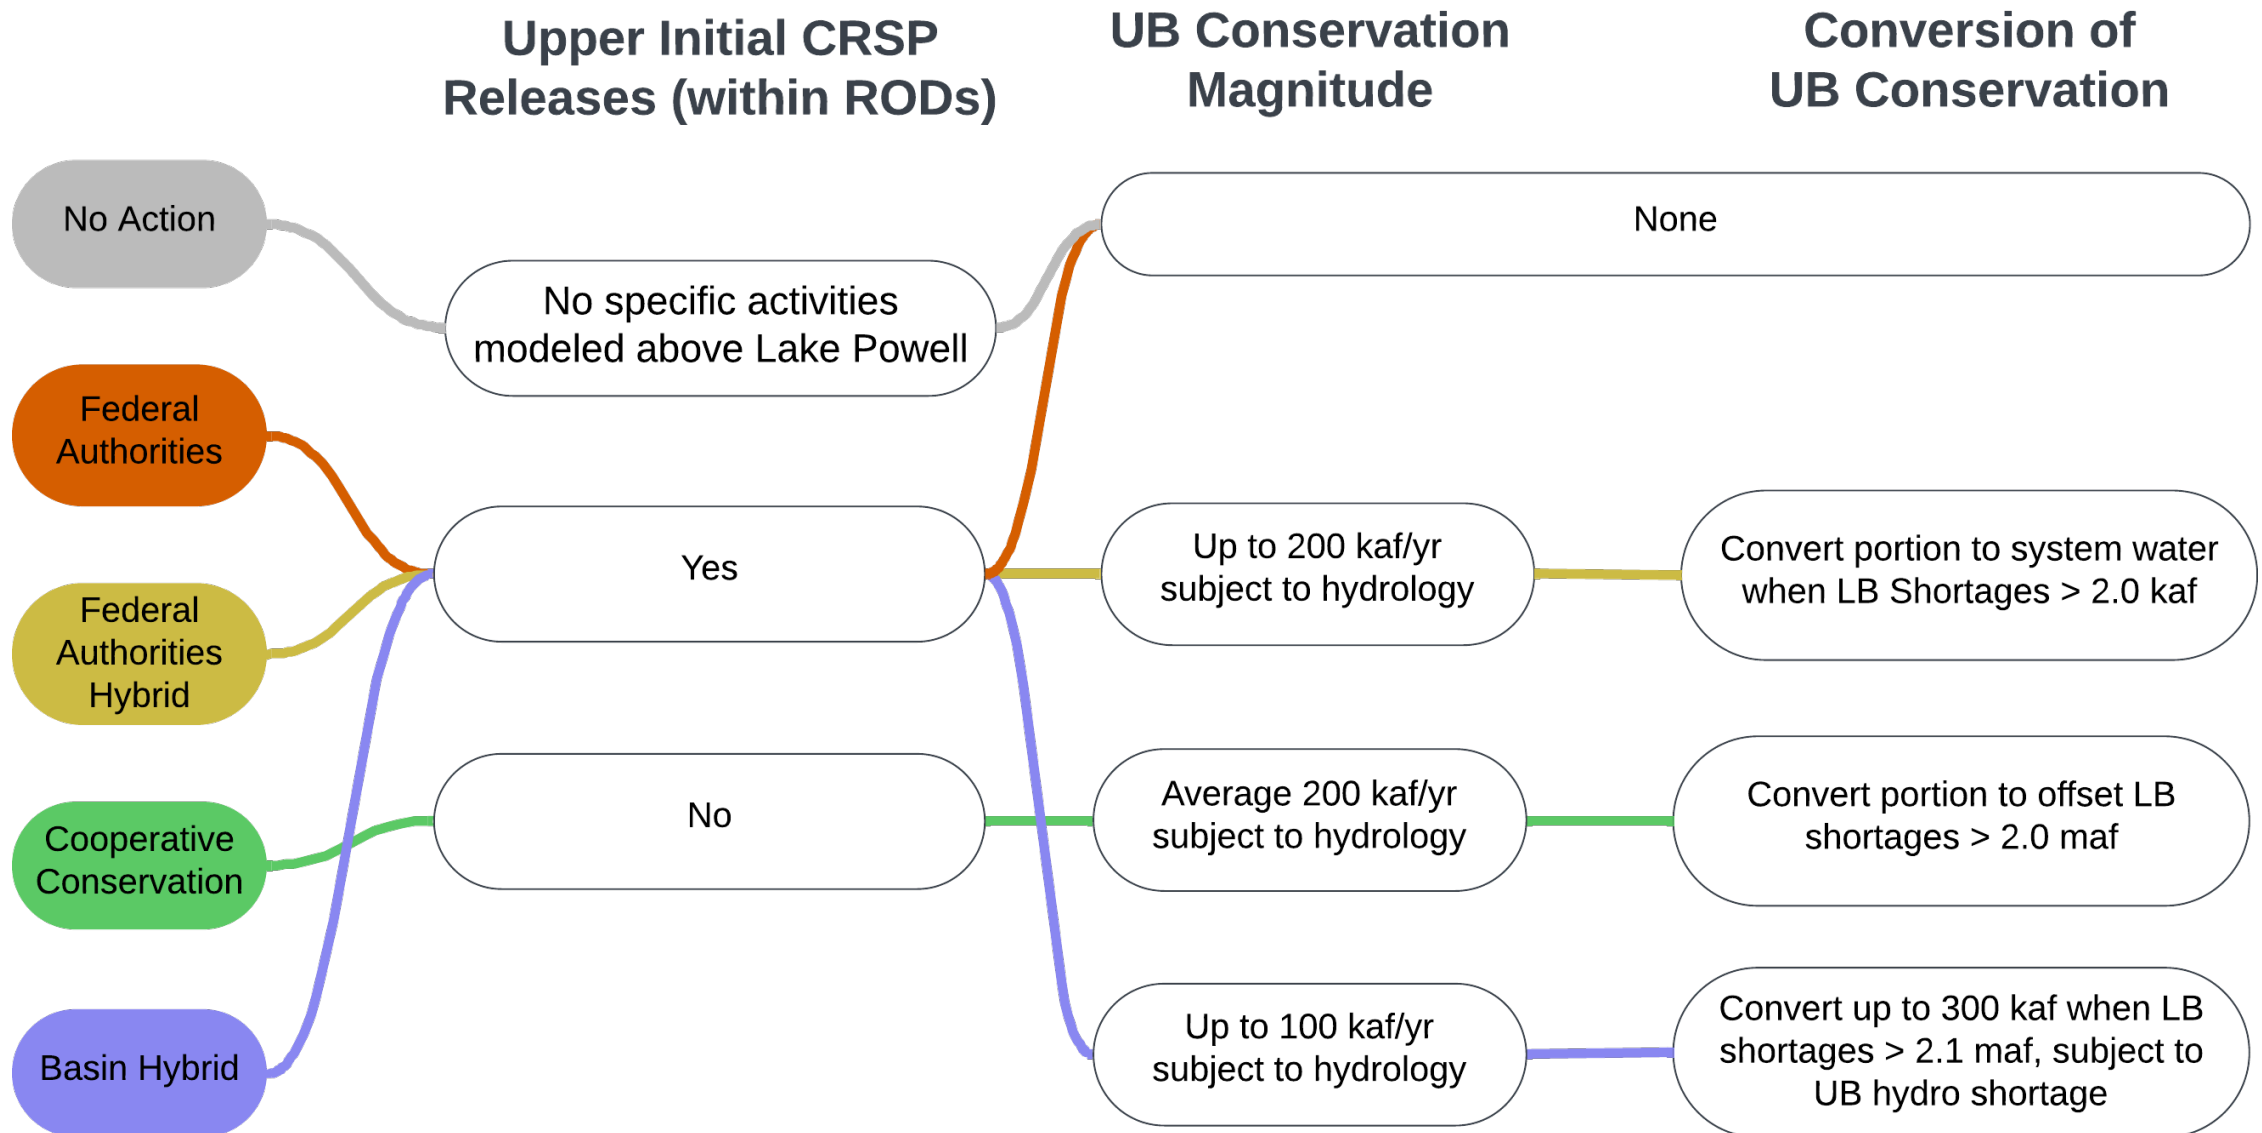 Upper Initial CRSP
Releases (within RODs)
UB Conservation
Magnitude
Conversion of
UB Conservation
No Action
No specific activities
modeled above Lake Powell
None
Federal
Authorities
Federal
Authorities
Hybrid
Yes
Up to 200 kaf/yr
subject to hydrology
Convert portion to system water
when LB Shortages > 2.0 kaf
Cooperative
Conservation
No
Average 200 kaf/yr
subject to hydrology
Convert portion to offset LB
shortages > 2.0 maf
Basin Hybrid
Up to 100 kaf/yr
subject to hydrology
Convert up to 300 kaf when LB
shortages > 2.1 maf, subject to
UB hydro shortage